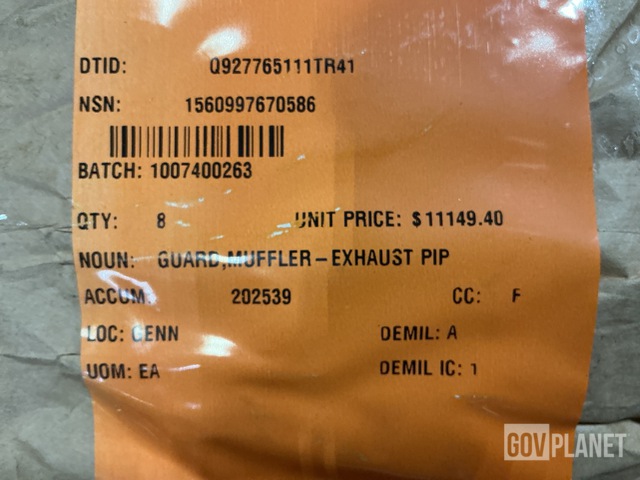 DTID: Q927765111TR41
NSN: 1560997670586
BATCH: 1007400263
QTY: 8 UNIT PRICE: $11149.40
NOUN: GUARD,MUFFLER-EXHAUST PIP
ACCUM: 202539 CC: F
LOC: CENN DEMIL: A
UOM: EA DEMIL IC: 1
GOVPLANET